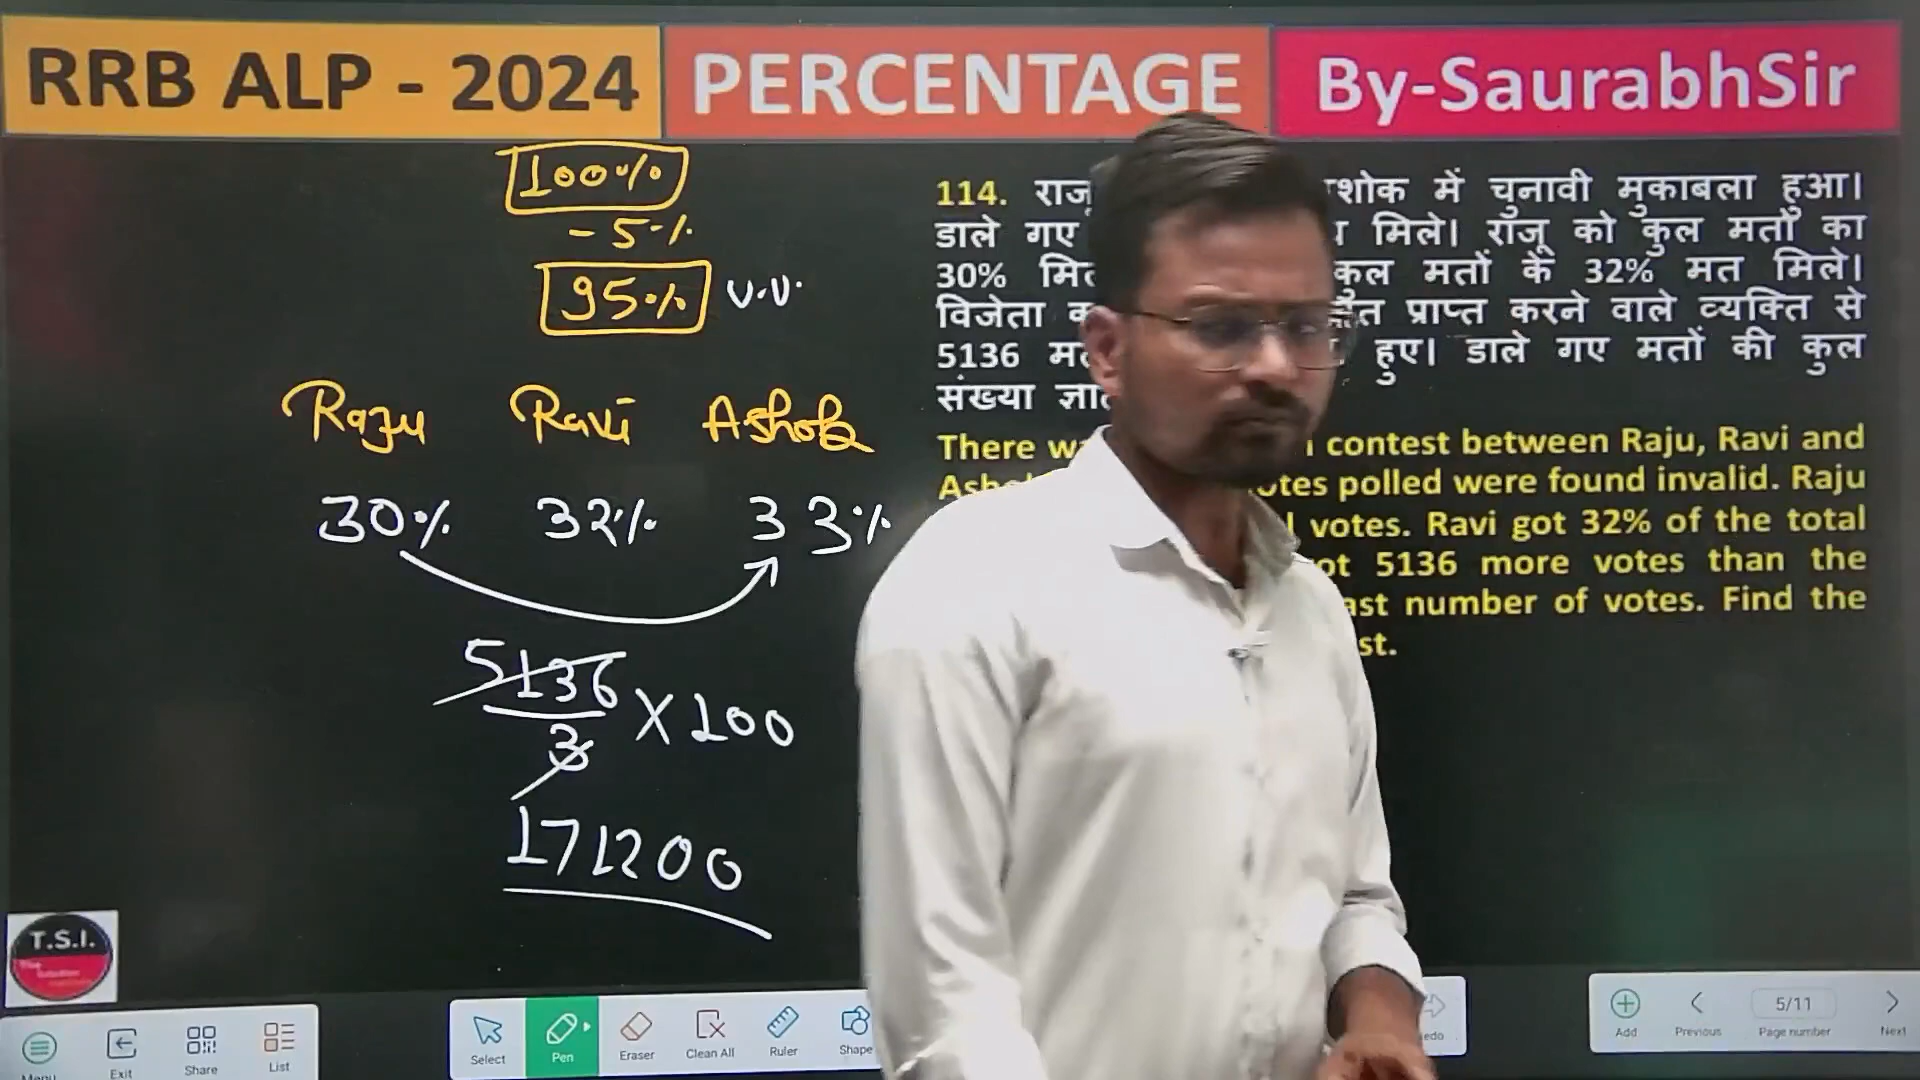 RRB ALP - 2024
PERCENTAGE
By-SaurabhSir
100%
- 5%
95% v.v.
Raju Ravi Ashok
30% 32% 33%
5136
3
X 100
171200
114. में चुनावी मुकाबला हुआ।
डाले गए मिले। राजू को कुल मतों का
30% कुल मतों के 32% मत मिले।
विजेता प्राप्त करने वाले व्यक्ति से
5136 हुए। डाले गए मतों की कुल
संख्या
There contest between Raju, Ravi and
polled were found invalid. Raju
votes. Ravi got 32% of the total
5136 more votes than the
number of votes. Find the
T.S.I.
Menu
Exit
Share
List
Select
Pen
Eraser
Clean All
Ruler
Shape
Add
Previous
5/11
Page number
Next